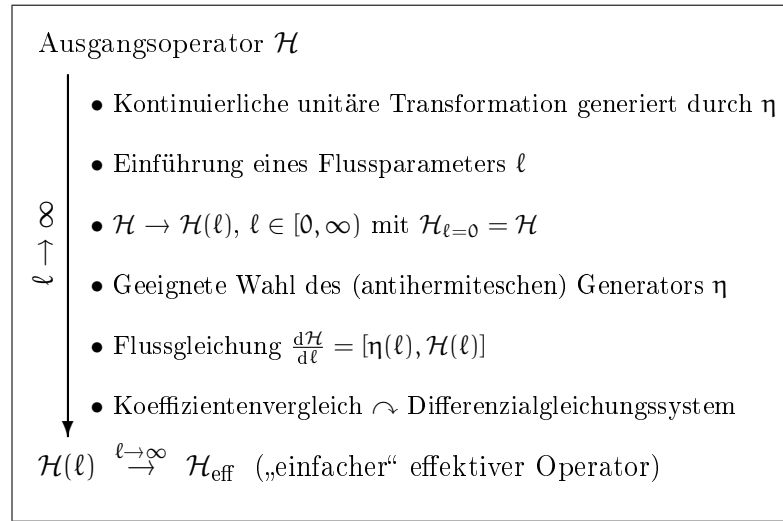 Ausgangsoperator ℋ
• Kontinuierliche unitäre Transformation generiert durch η
• Einführung eines Flussparameters ℓ
• ℋ → ℋ(ℓ), ℓ ∈ [0, ∞) mit ℋ_{ℓ=0} = ℋ
• Geeignete Wahl des (antihermiteschen) Generators η
• Flussgleichung dℋ/dℓ = [η(ℓ), ℋ(ℓ)]
• Koeffizientenvergleich ↷ Differenzialgleichungssystem
ℓ → ∞
ℋ(ℓ) ℓ→∞ → ℋ_eff („einfacher“ effektiver Operator)